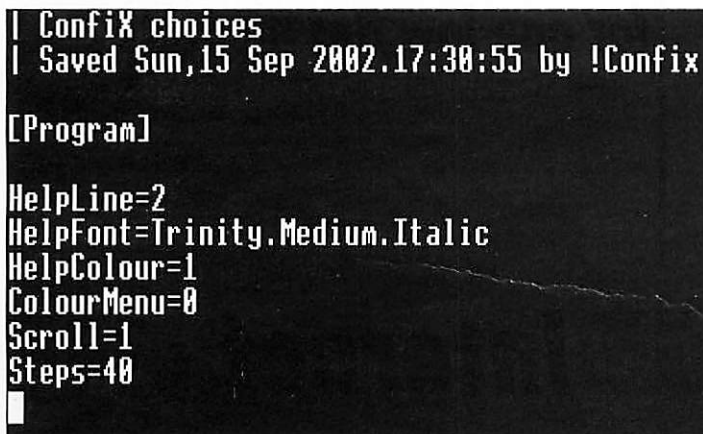 | ConfiX choices
| Saved Sun,15 Sep 2002.17:30:55 by !Confix
[Program]
HelpLine=2
HelpFont=Trinity.Medium.Italic
HelpColour=1
ColourMenu=0
Scroll=1
Steps=40